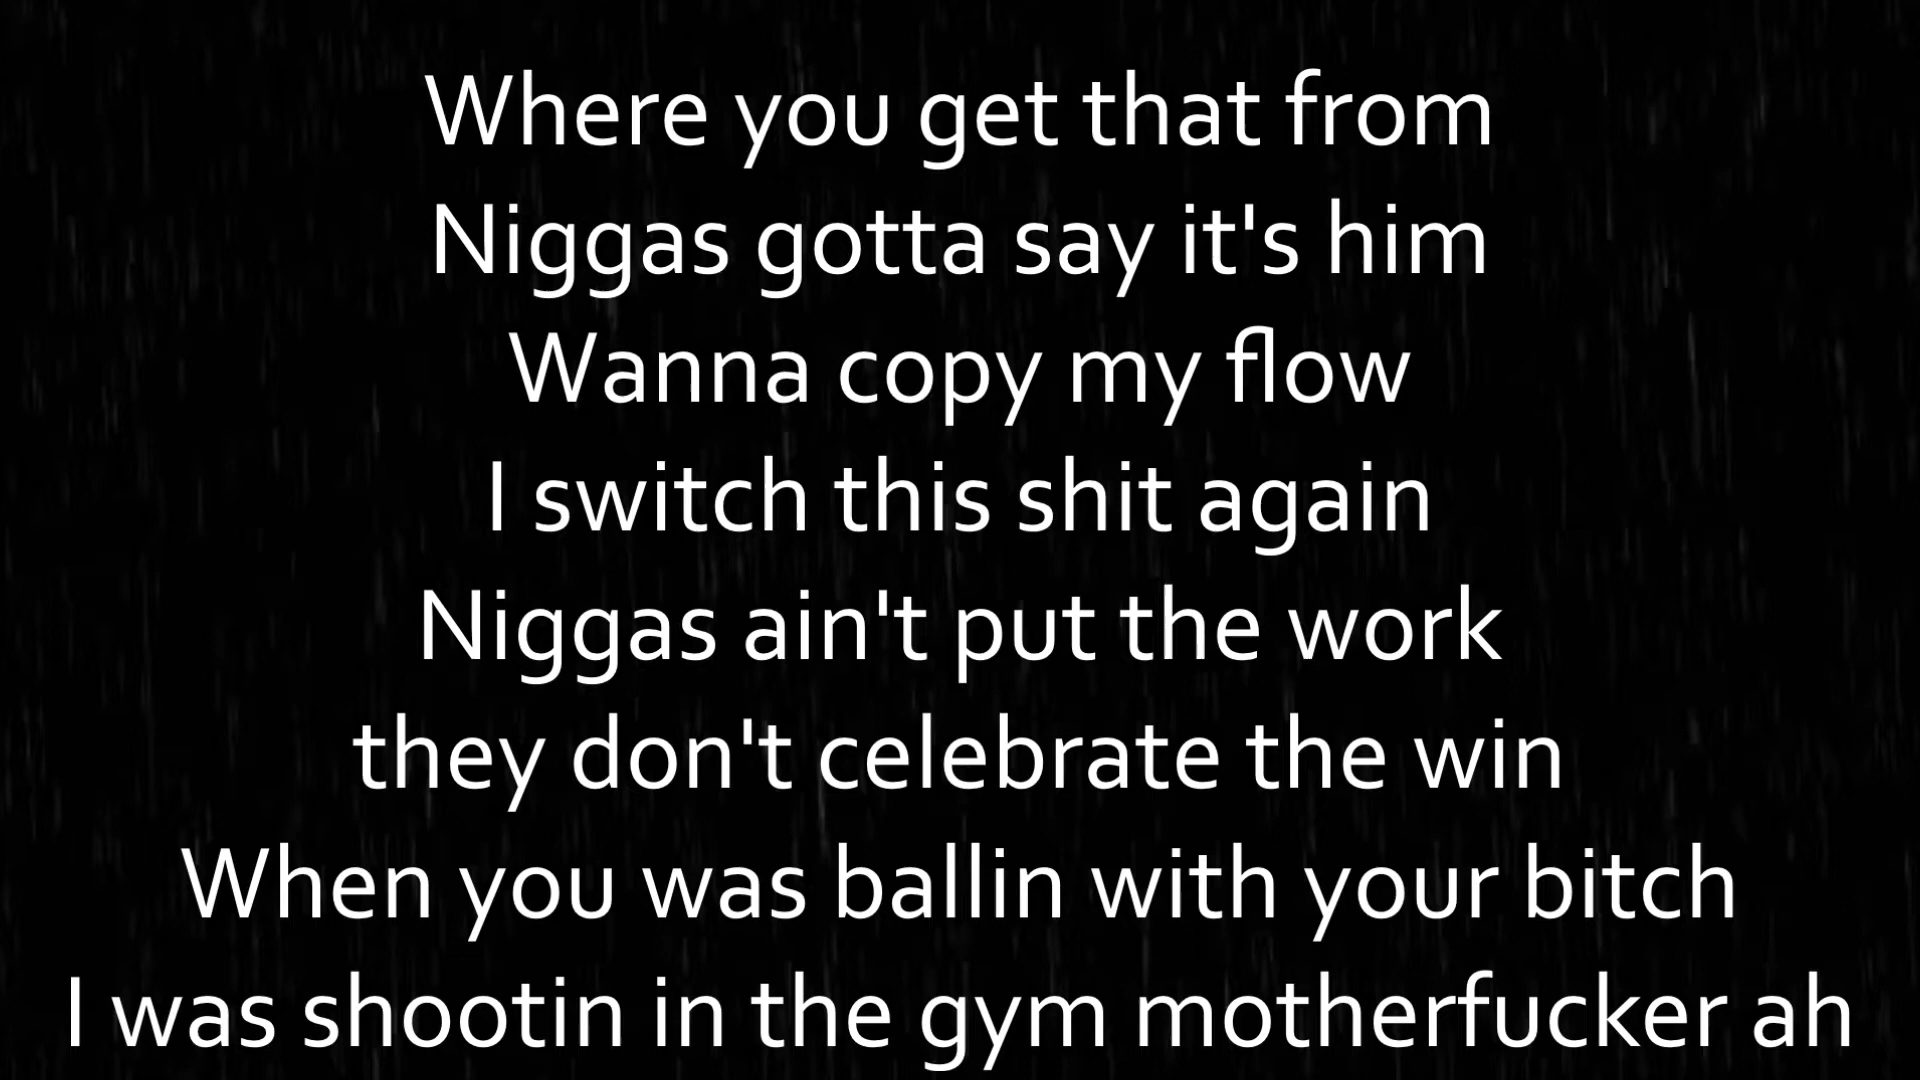 Where you get that from
Niggas gotta say it's him
Wanna copy my flow
I switch this shit again
Niggas ain't put the work
they don't celebrate the win
When you was ballin with your bitch
I was shootin in the gym motherfucker ah